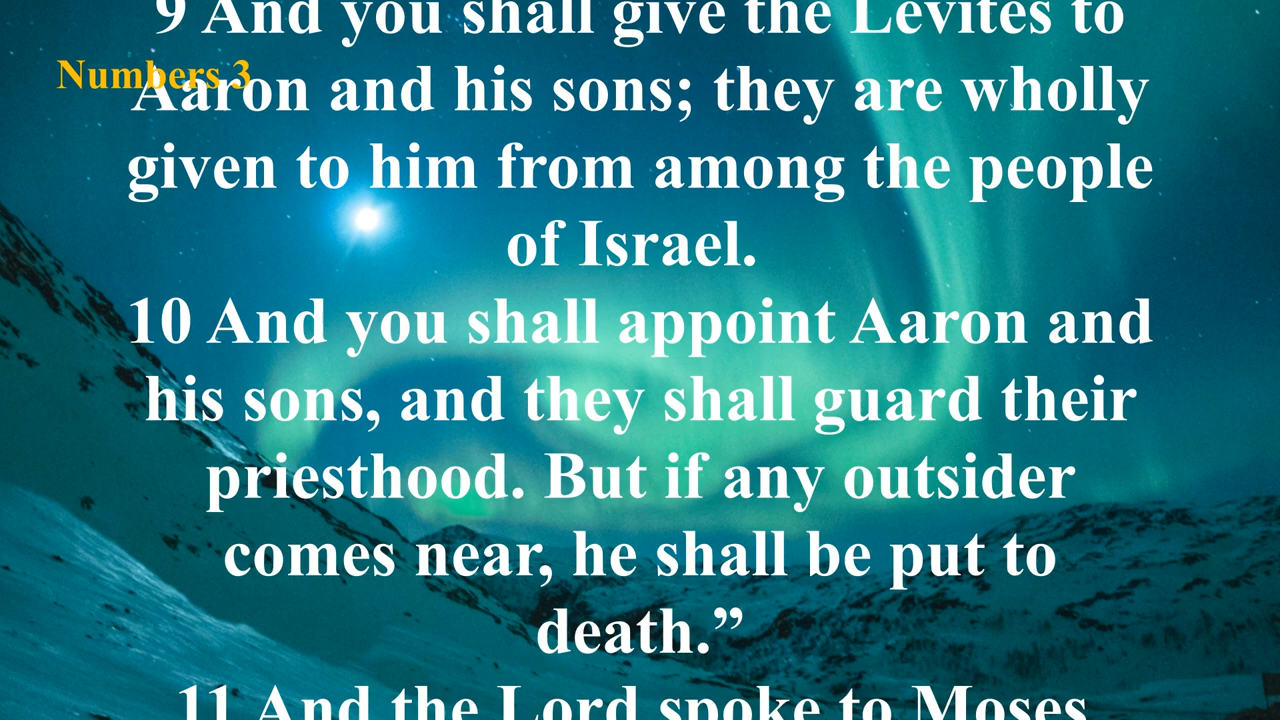 9 And you shall give the Levites to
Numbers 3
Aaron and his sons; they are wholly
given to him from among the people
of Israel.
10 And you shall appoint Aaron and
his sons, and they shall guard their
priesthood. But if any outsider
comes near, he shall be put to
death.”
11 And the Lord spoke to Moses